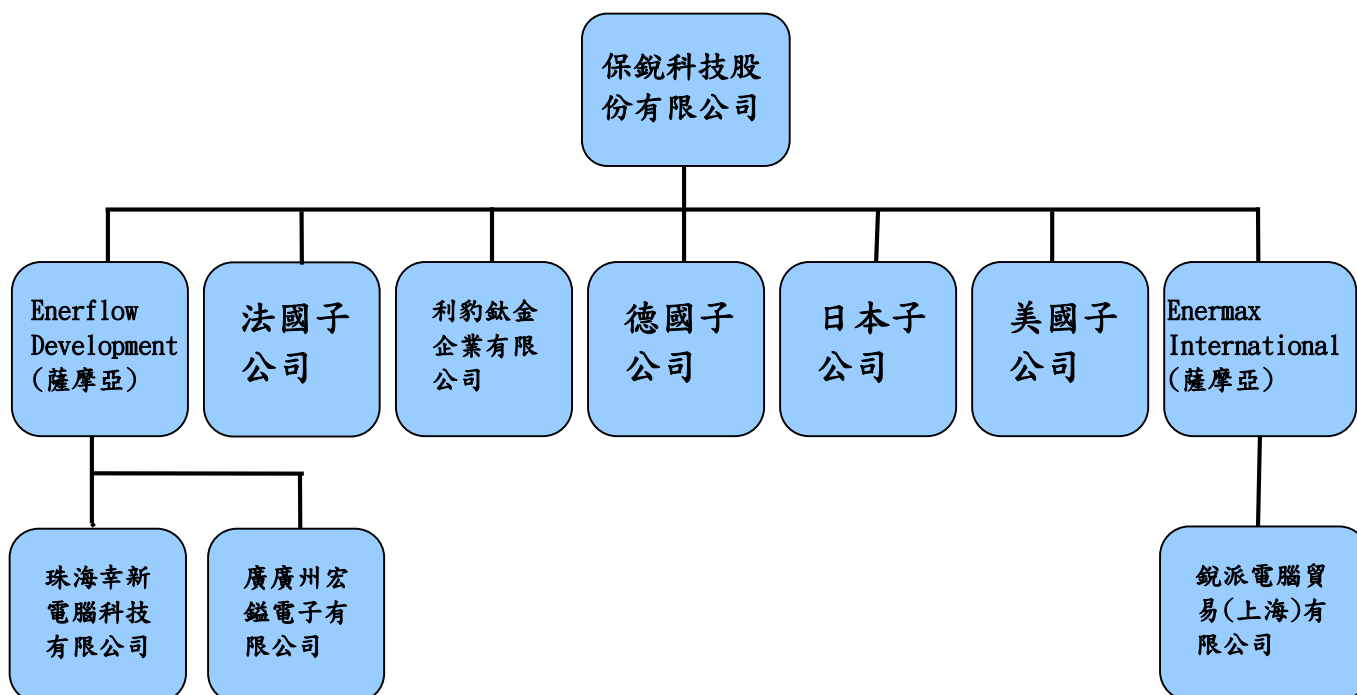 保銳科技股
份有限公司
Enerflow
Development
(薩摩亞)
法國子
公司
利豹鈦金
企業有限
公司
德國子
公司
日本子
公司
美國子
公司
Enermax
International
(薩摩亞)
珠海幸新
電腦科技
有限公司
廣廣州宏
鎰電子有
限公司
銳派電腦貿
易(上海)有
限公司